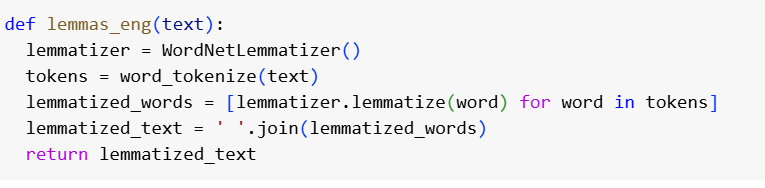 def lemmas_eng(text):
  lemmatizer = WordNetLemmatizer()
  tokens = word_tokenize(text)
  lemmatized_words = [lemmatizer.lemmatize(word) for word in tokens]
  lemmatized_text = ' '.join(lemmatized_words)
  return lemmatized_text